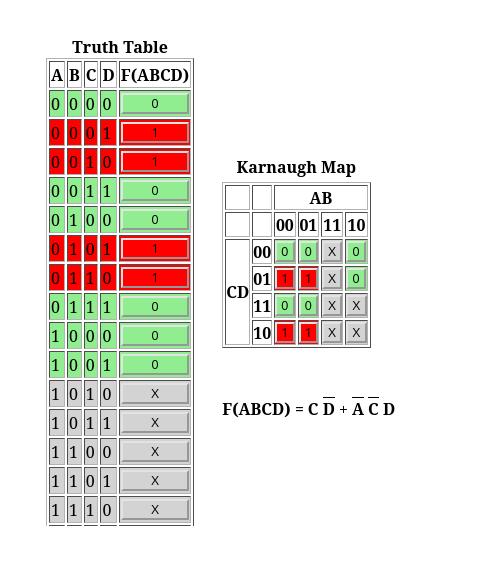 Truth Table
A B C D F(ABCD)
0 0 0 0 0
0 0 0 1 1
0 0 1 0 1
0 0 1 1 0
0 1 0 0 0
0 1 0 1 1
0 1 1 0 1
0 1 1 1 0
1 0 0 0 0
1 0 0 1 0
1 0 1 0 X
1 0 1 1 X
1 1 0 0 X
1 1 0 1 X
1 1 1 0 X
Karnaugh Map
AB
00 01 11 10
00 0 0 X 0
01 1 1 X 0
CD
11 0 0 X X
10 1 1 X X
F(ABCD) = C D̅ + A̅ C̅ D